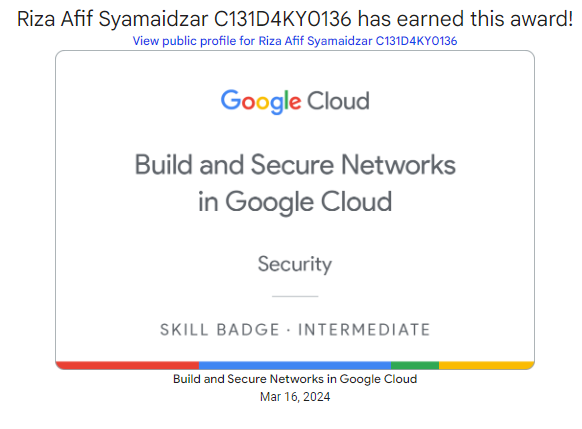 Riza Afif Syamaidzar C131D4KY0136 has earned this award!
View public profile for Riza Afif Syamaidzar C131D4KY0136
Google Cloud
Build and Secure Networks
in Google Cloud
Security
SKILL BADGE · INTERMEDIATE
Build and Secure Networks in Google Cloud
Mar 16, 2024